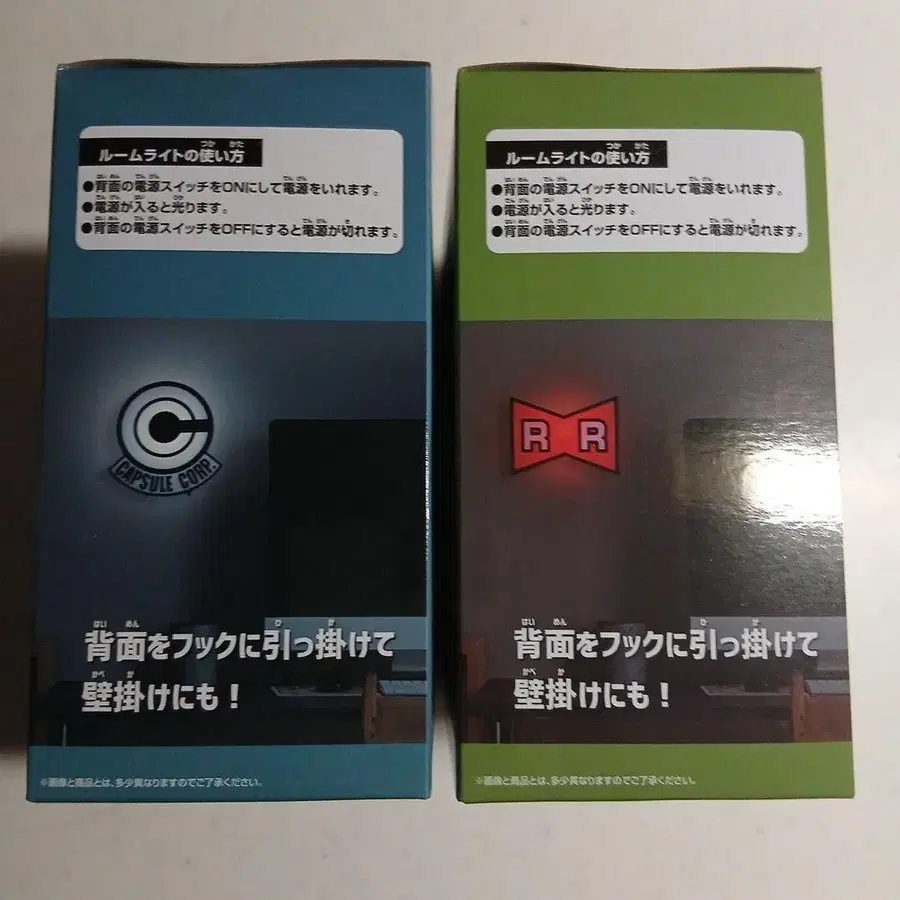 ルームライトの使い方
●背面の電源スイッチをONにして電源をいれます。
●電源が入ると光ります。
●背面の電源スイッチをOFFにすると電源が切れます。
CAPSULE CORP.
背面をフックに引っ掛けて
壁掛けにも!
※画像と商品とは、多少異なりますのでご了承ください。
ルームライトの使い方
●背面の電源スイッチをONにして電源をいれます。
●電源が入ると光ります。
●背面の電源スイッチをOFFにすると電源が切れます。
R R
背面をフックに引っ掛けて
壁掛けにも!
※画像と商品とは、多少異なりますのでご了承ください。